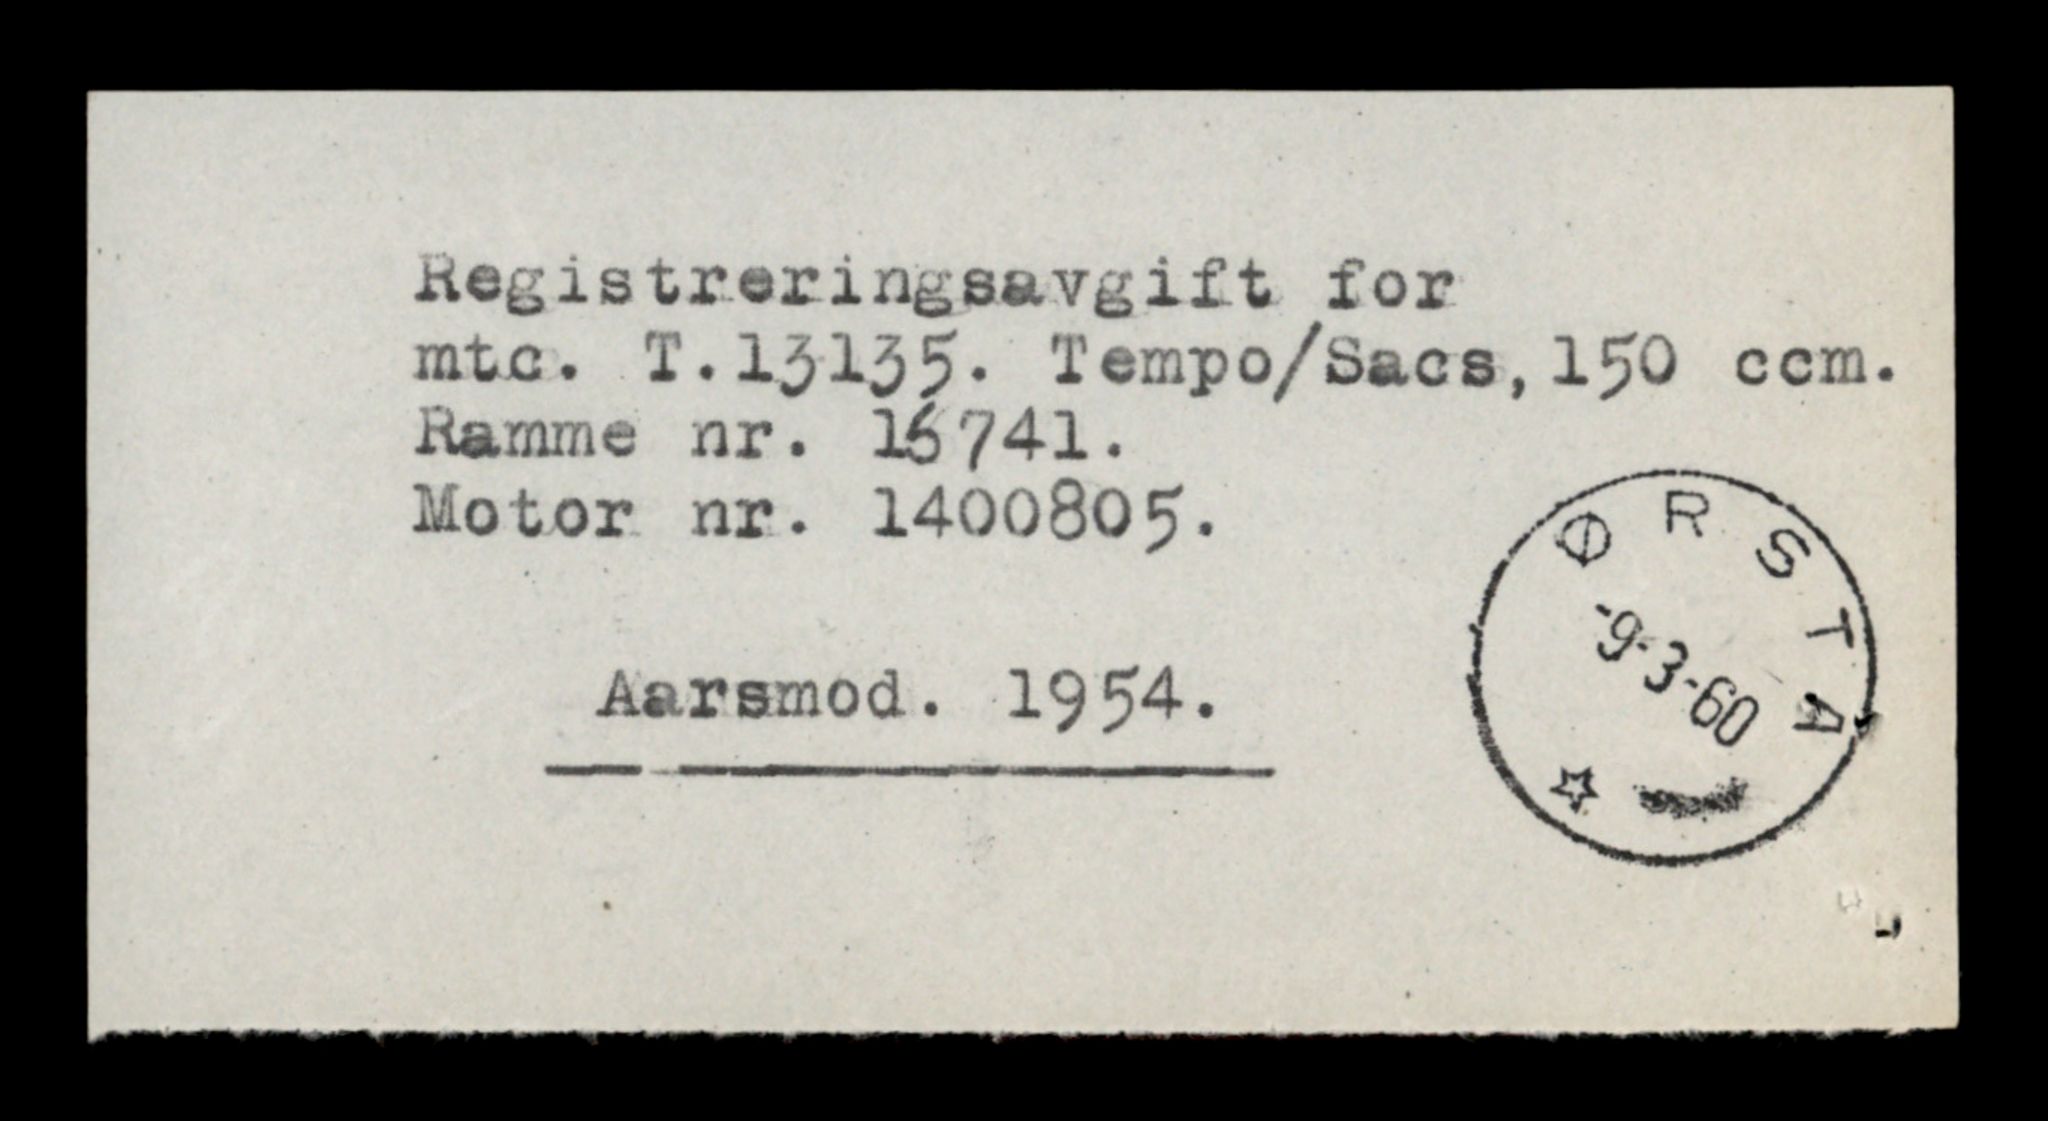 Registreringsavgift for
mtc. T.13135. Tempo/Sacs,150 ccm.
Ramme nr. 16741.
Motor nr. 1400805.
Aarsmod. 1954.
ØRSTA
-9-3-60